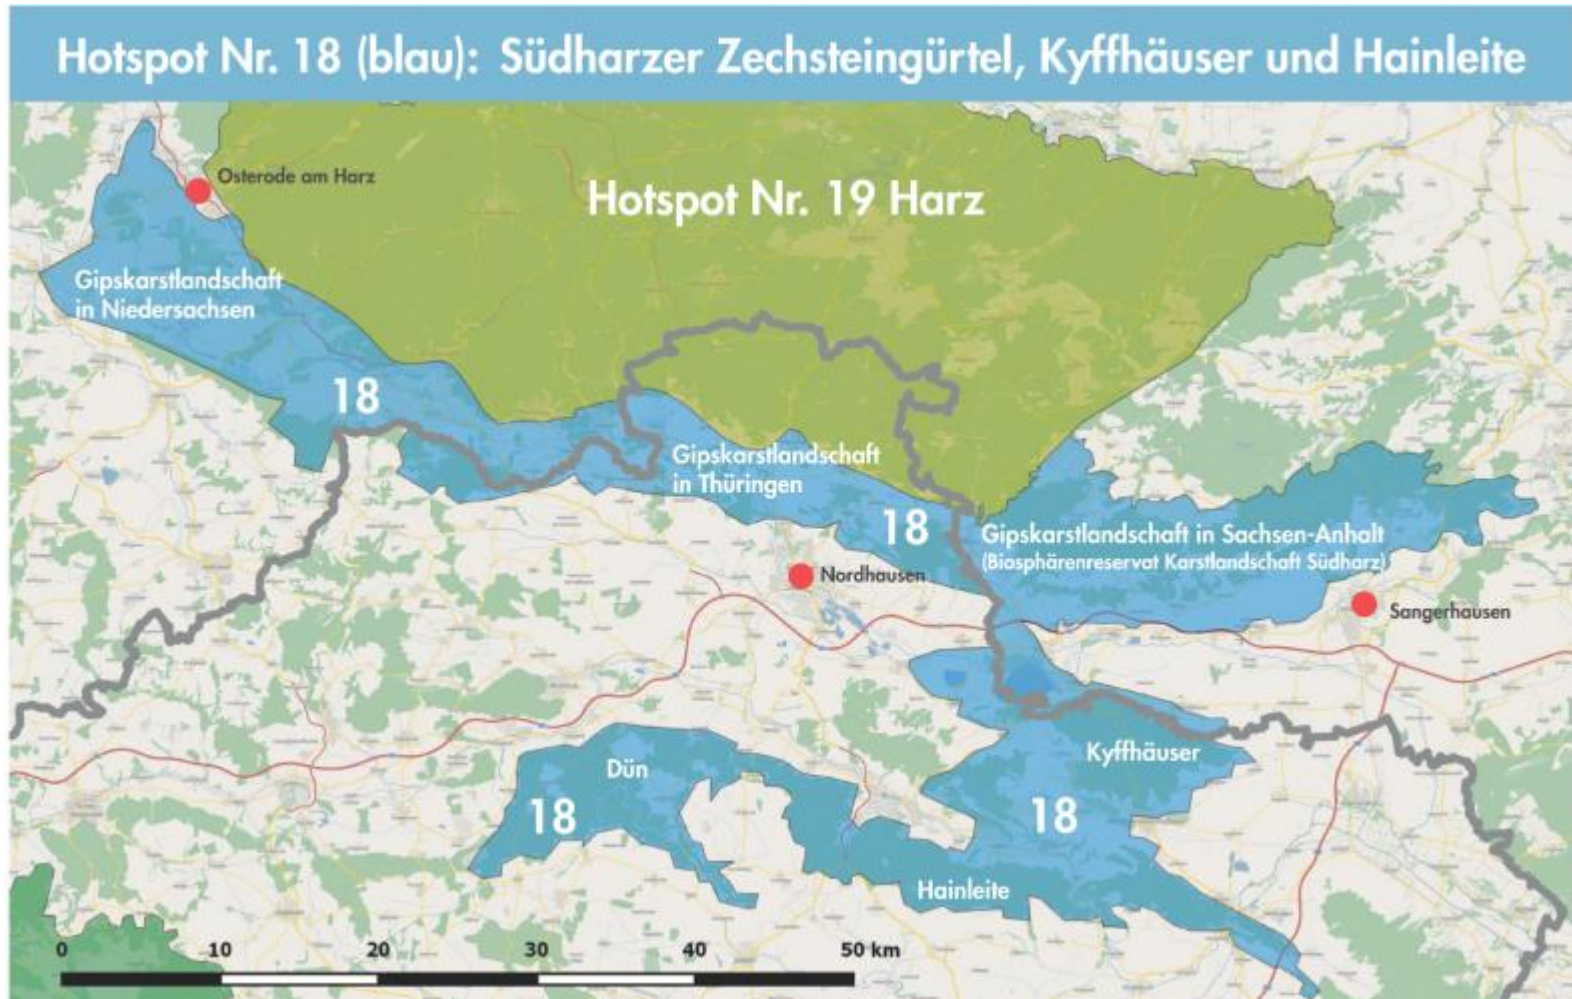 Hotspot Nr. 18 (blau): Südharzer Zechsteingürtel, Kyffhäuser und Hainleite
Osterode am Harz
Hotspot Nr. 19 Harz
Gipskarstlandschaft
in Niedersachsen
18
Gipskarstlandschaft
in Thüringen
18
Gipskarstlandschaft in Sachsen-Anhalt
(Biosphärenreservat Karstlandschaft Südharz)
Nordhausen
Sangerhausen
Kyffhäuser
Dün
18
18
Hainleite
0 10 20 30 40 50 km